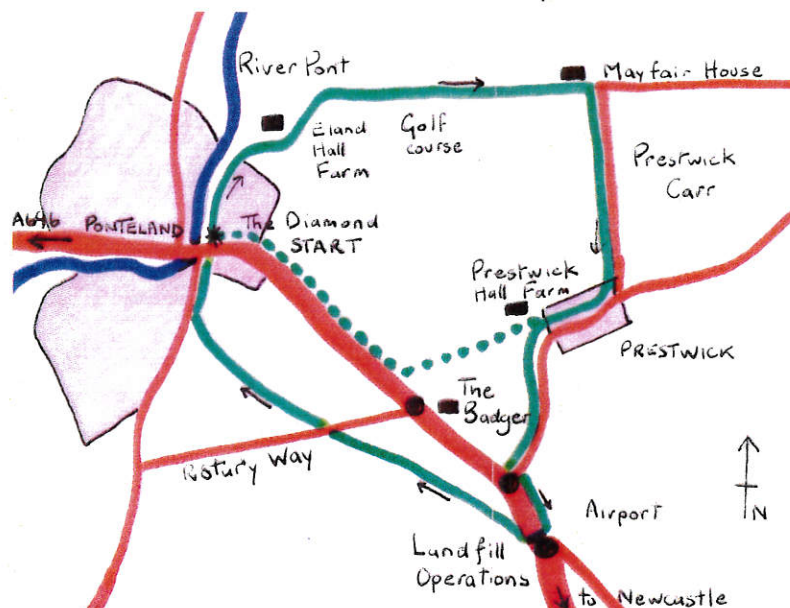 River Pont
Mayfair House
Eland
Hall
Farm
Golf
course
Prestwick
Carr
A696 PONTELAND
The Diamond
START
Prestwick
Hall Farm
PRESTWICK
The
Badger
Rotury Way
Airport
N
Landfill
Operations
to Newcastle